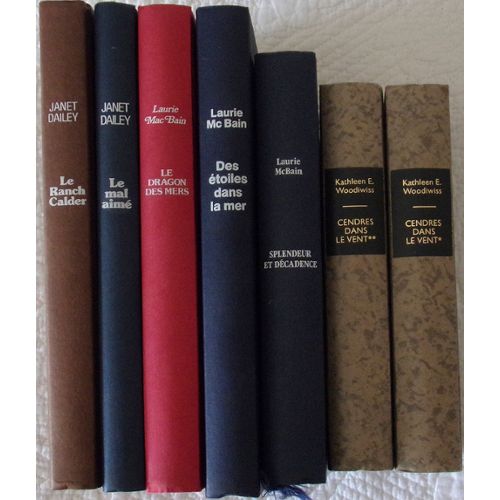 JANET
DAILEY
Le
Ranch
Calder
JANET
DAILEY
Le
mal
aimé
Laurie
Mac Bain
LE
DRAGON
DES MERS
Laurie
Mc Bain
Des
étoiles
dans
la mer
Laurie
McBain
SPLENDEUR
ET DÉCADENCE
Kathleen E.
Woodiwiss
CENDRES
DANS
LE VENT**
Kathleen E.
Woodiwiss
CENDRES
DANS
LE VENT*